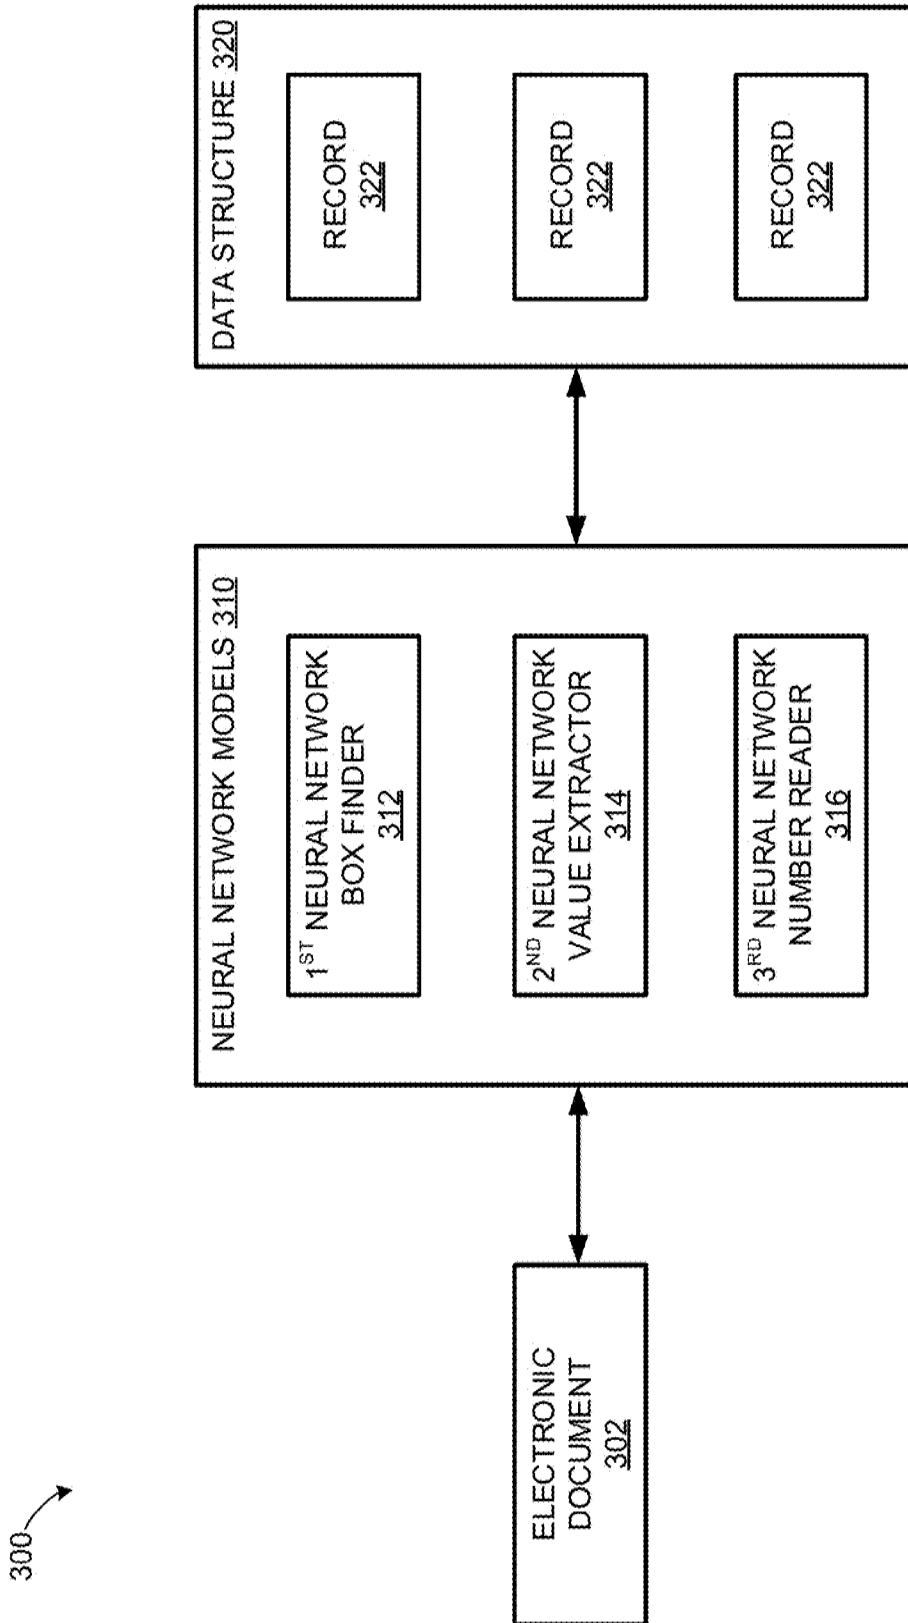 300
ELECTRONIC
DOCUMENT
302
NEURAL NETWORK MODELS 310
1ST NEURAL NETWORK
BOX FINDER
312
2ND NEURAL NETWORK
VALUE EXTRACTOR
314
3RD NEURAL NETWORK
NUMBER READER
316
DATA STRUCTURE 320
RECORD
322
RECORD
322
RECORD
322